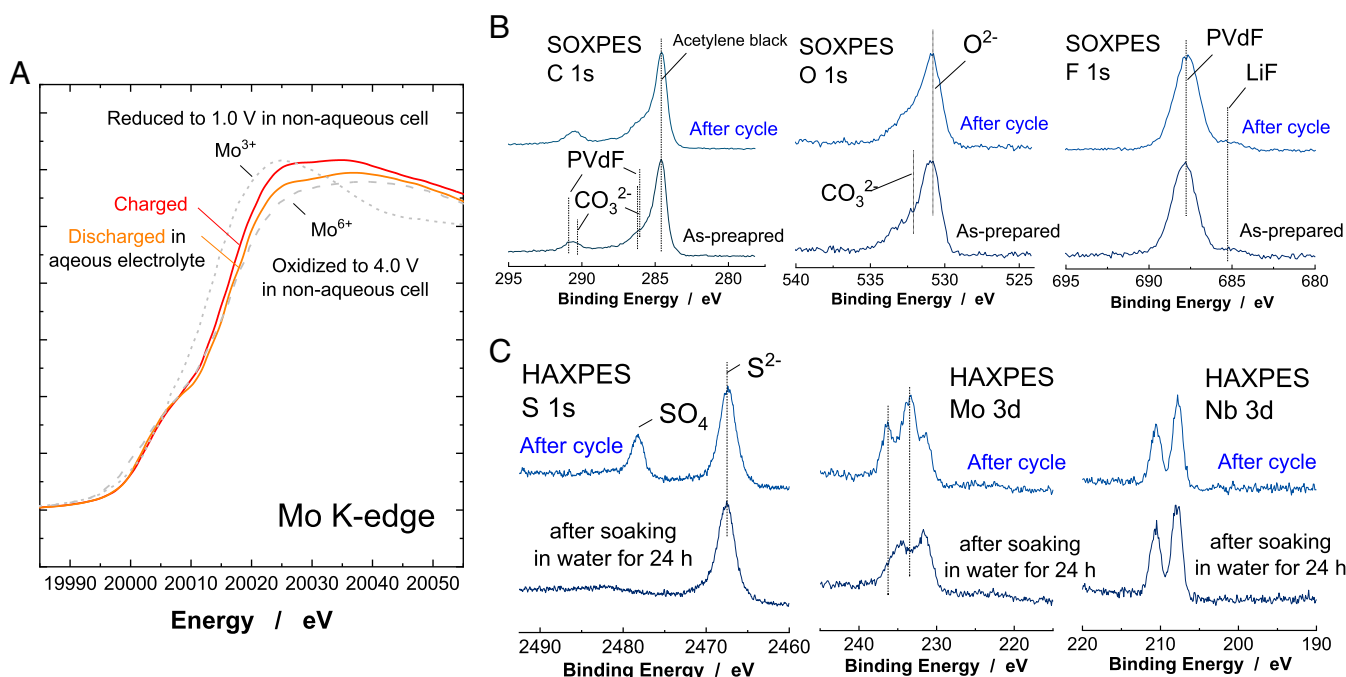 A
Reduced to 1.0 V in non-aqueous cell
Mo3+
Charged
Discharged in
aqeous electrolyte
Mo6+
Oxidized to 4.0 V
in non-aqueous cell
Mo K-edge
19990 20000 20010 20020 20030 20040 20050
Energy / eV
B
SOXPES
C 1s
Acetylene black
After cycle
PVdF
CO32-
As-preapred
295 290 285 280
Binding Energy / eV
SOXPES
O 1s
O2-
After cycle
CO32-
As-prepared
540 535 530 525
Binding Energy / eV
SOXPES
F 1s
PVdF
LiF
After cycle
As-prepared
695 690 685 680
Binding Energy / eV
C
HAXPES
S 1s
S2-
SO4
After cycle
after soaking
in water for 24 h
2490 2480 2470 2460
Binding Energy / eV
HAXPES
Mo 3d
After cycle
after soaking
in water for 24 h
240 230 220
Binding Energy / eV
HAXPES
Nb 3d
After cycle
after soaking
in water for 24 h
220 210 200 190
Binding Energy / eV